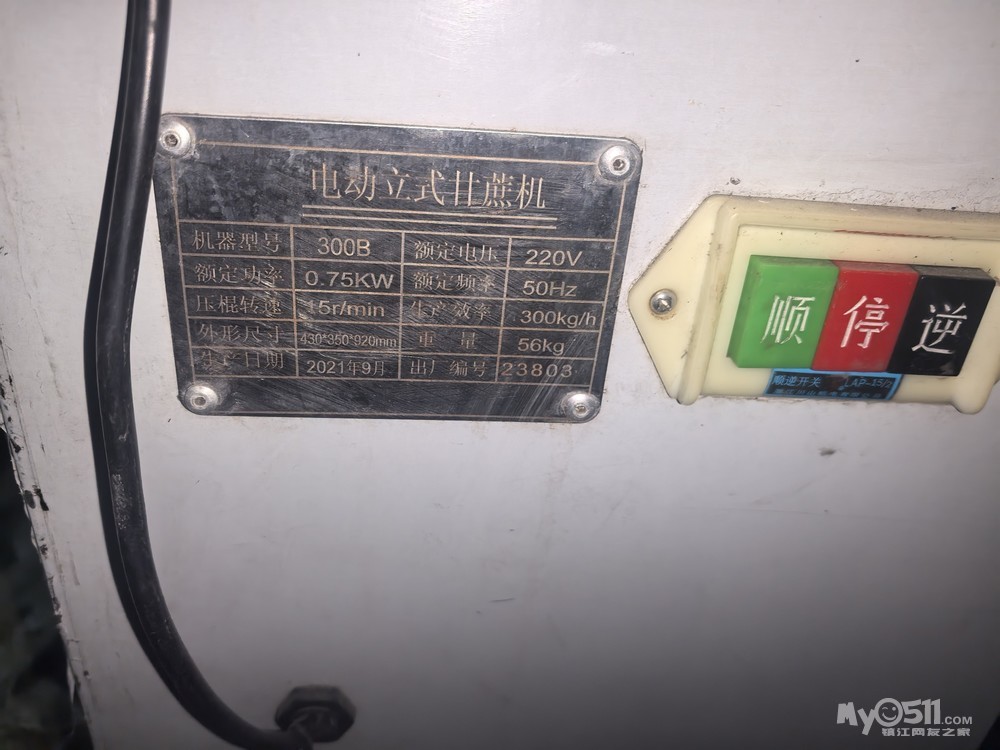 电动立式甘蔗机
机器型号 300B 额定电压 220V
额定功率 0.75KW 额定频率 50Hz
压棍转速 15r/min 生产效率 300kg/h
外形尺寸 430*350*920mm 重量 56kg
生产日期 2021年9月 出厂编号 23803
顺 停 逆
顺逆开关 LAP-15/3
My0511.com
镇江网友之家